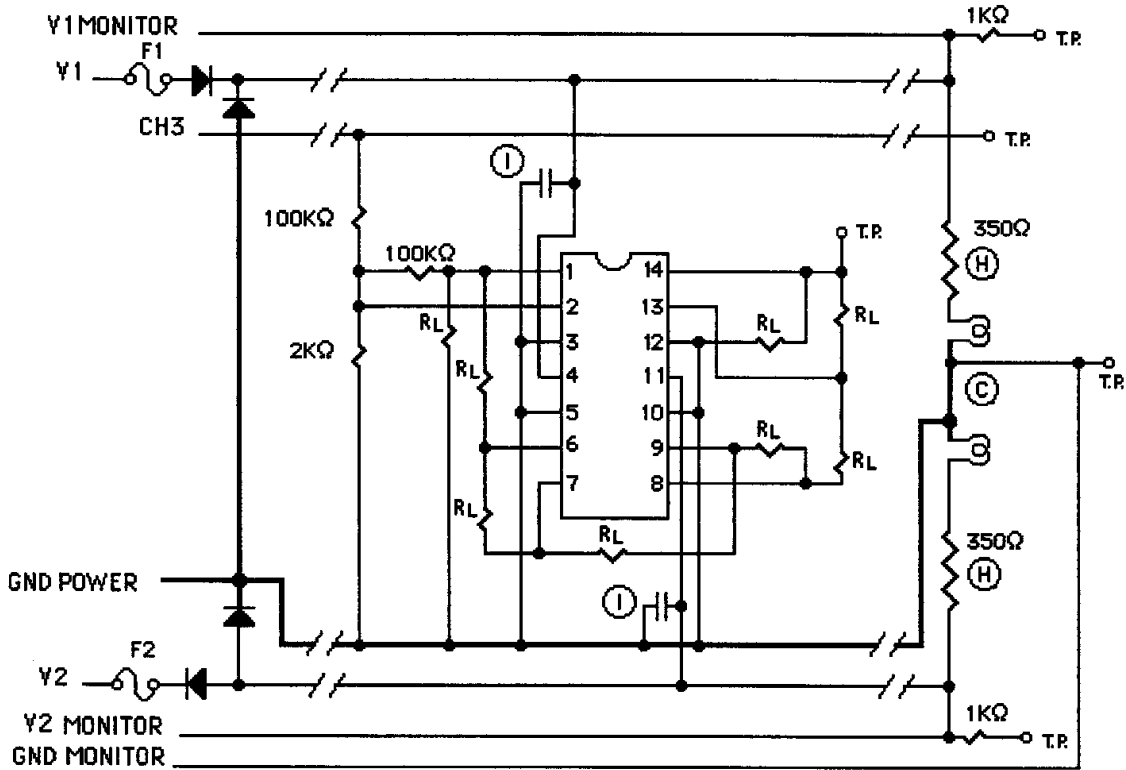 V1 MONITOR
1KΩ
T.P.
F1
V1
CH3
T.P.
I
100KΩ
100KΩ
T.P.
350Ω
H
1
14
2
13
RL
RL
RL
2KΩ
3
12
RL
4
11
T.P.
C
5
10
RL
6
9
RL
7
8
RL
RL
350Ω
H
GND POWER
I
F2
V2
V2 MONITOR
1KΩ
T.P.
GND MONITOR